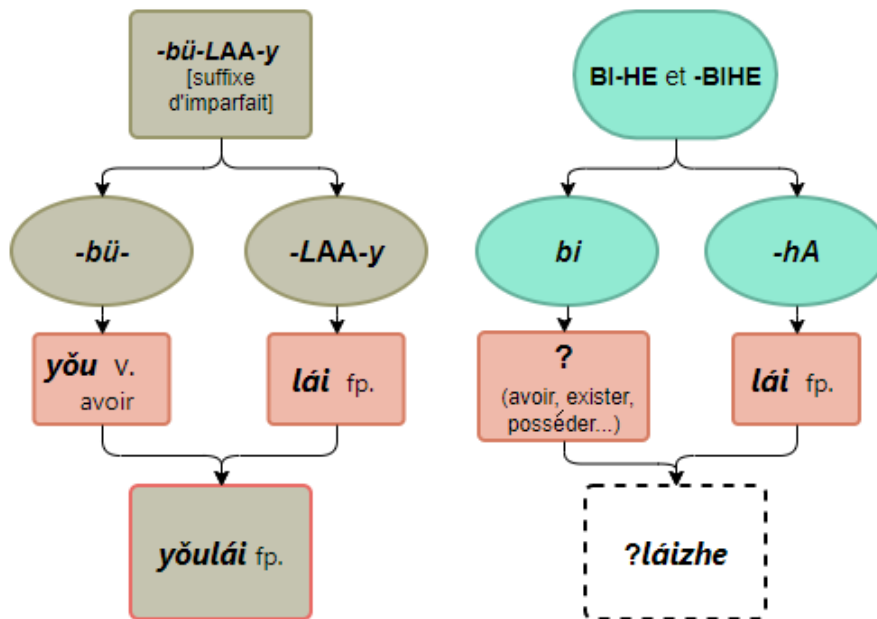 -bü-LAA-y
[suffixe
d'imparfait]
BI-HE et -BIHE
-bü-
-LAA-y
bi
-hA
yǒu v.
avoir
lái fp.
?
(avoir, exister,
posséder...)
lái fp.
yǒulái fp.
?láizhe